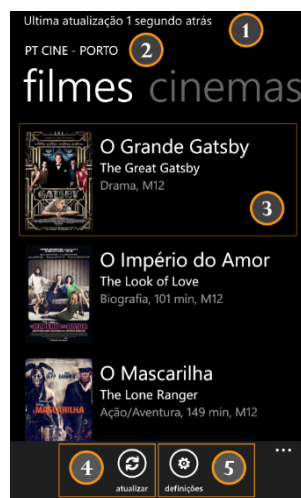 Ultima atualização 1 segundo atrás
1
PT CINE - PORTO
2
filmes cinemas
O Grande Gatsby
The Great Gatsby
Drama, M12
GATSBY
3
O Império do Amor
The Look of Love
Biografia, 101 min, M12
O Mascarilha
The Lone Ranger
Ação/Aventura, 149 min, M12
MASCARILHA
4
atualizar
definições
5
...